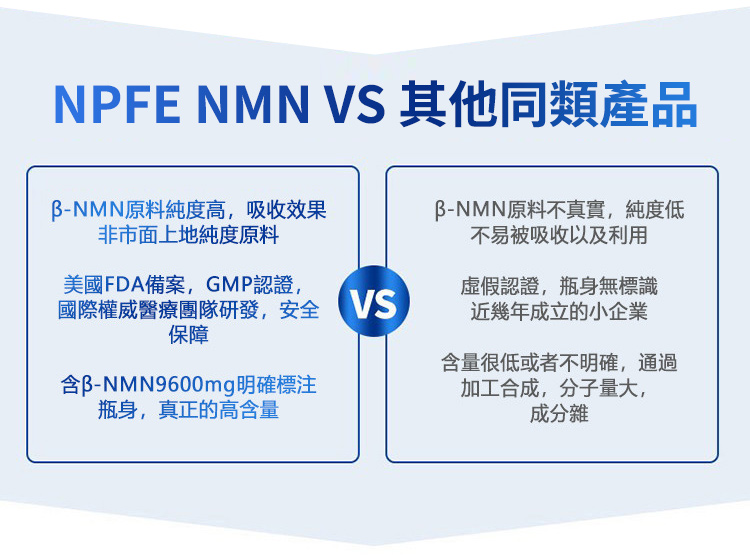 NPFE NMN VS 其他同類產品
β-NMN原料純度高，吸收效果
非市面上地純度原料
美國FDA備案，GMP認證，
國際權威醫療團隊研發，安全
保障
含β-NMN9600mg明確標注
瓶身，真正的高含量
VS
β-NMN原料不真實，純度低
不易被吸收以及利用
虛假認證，瓶身無標識
近幾年成立的小企業
含量很低或者不明確，通過
加工合成，分子量大，
成分雜